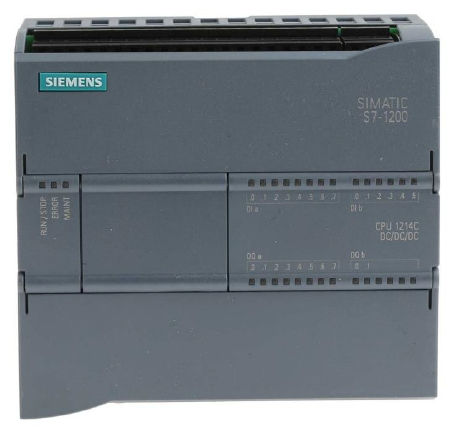 SIEMENS
SIMATIC
S7-1200
RUN / STOP
ERROR
MAINT
.0 .1 .2 .3 .4 .5 .6 .7
DI a
.0 .1 .2 .3 .4 .5
DI b
CPU 1214C
DC/DC/DC
DQ a
.0 .1 .2 .3 .4 .5 .6 .7
DQ b
.0 .1